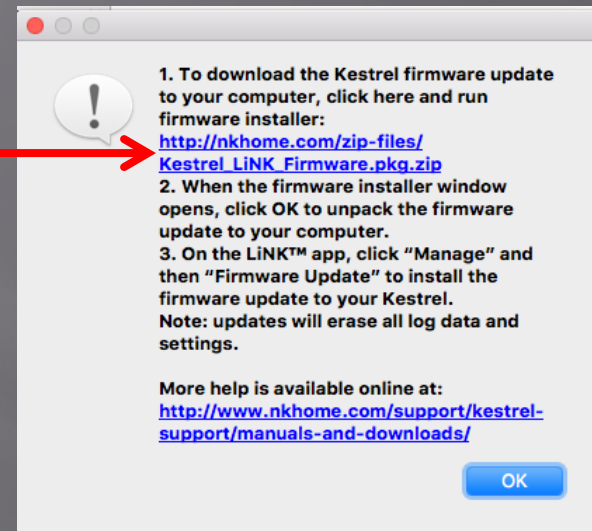 1. To download the Kestrel firmware update
to your computer, click here and run
firmware installer:
http://nkhome.com/zip-files/
Kestrel_LiNK_Firmware.pkg.zip
2. When the firmware installer window
opens, click OK to unpack the firmware
update to your computer.
3. On the LiNK™ app, click “Manage” and
then “Firmware Update” to install the
firmware update to your Kestrel.
Note: updates will erase all log data and
settings.
More help is available online at:
http://www.nkhome.com/support/kestrel-
support/manuals-and-downloads/
OK